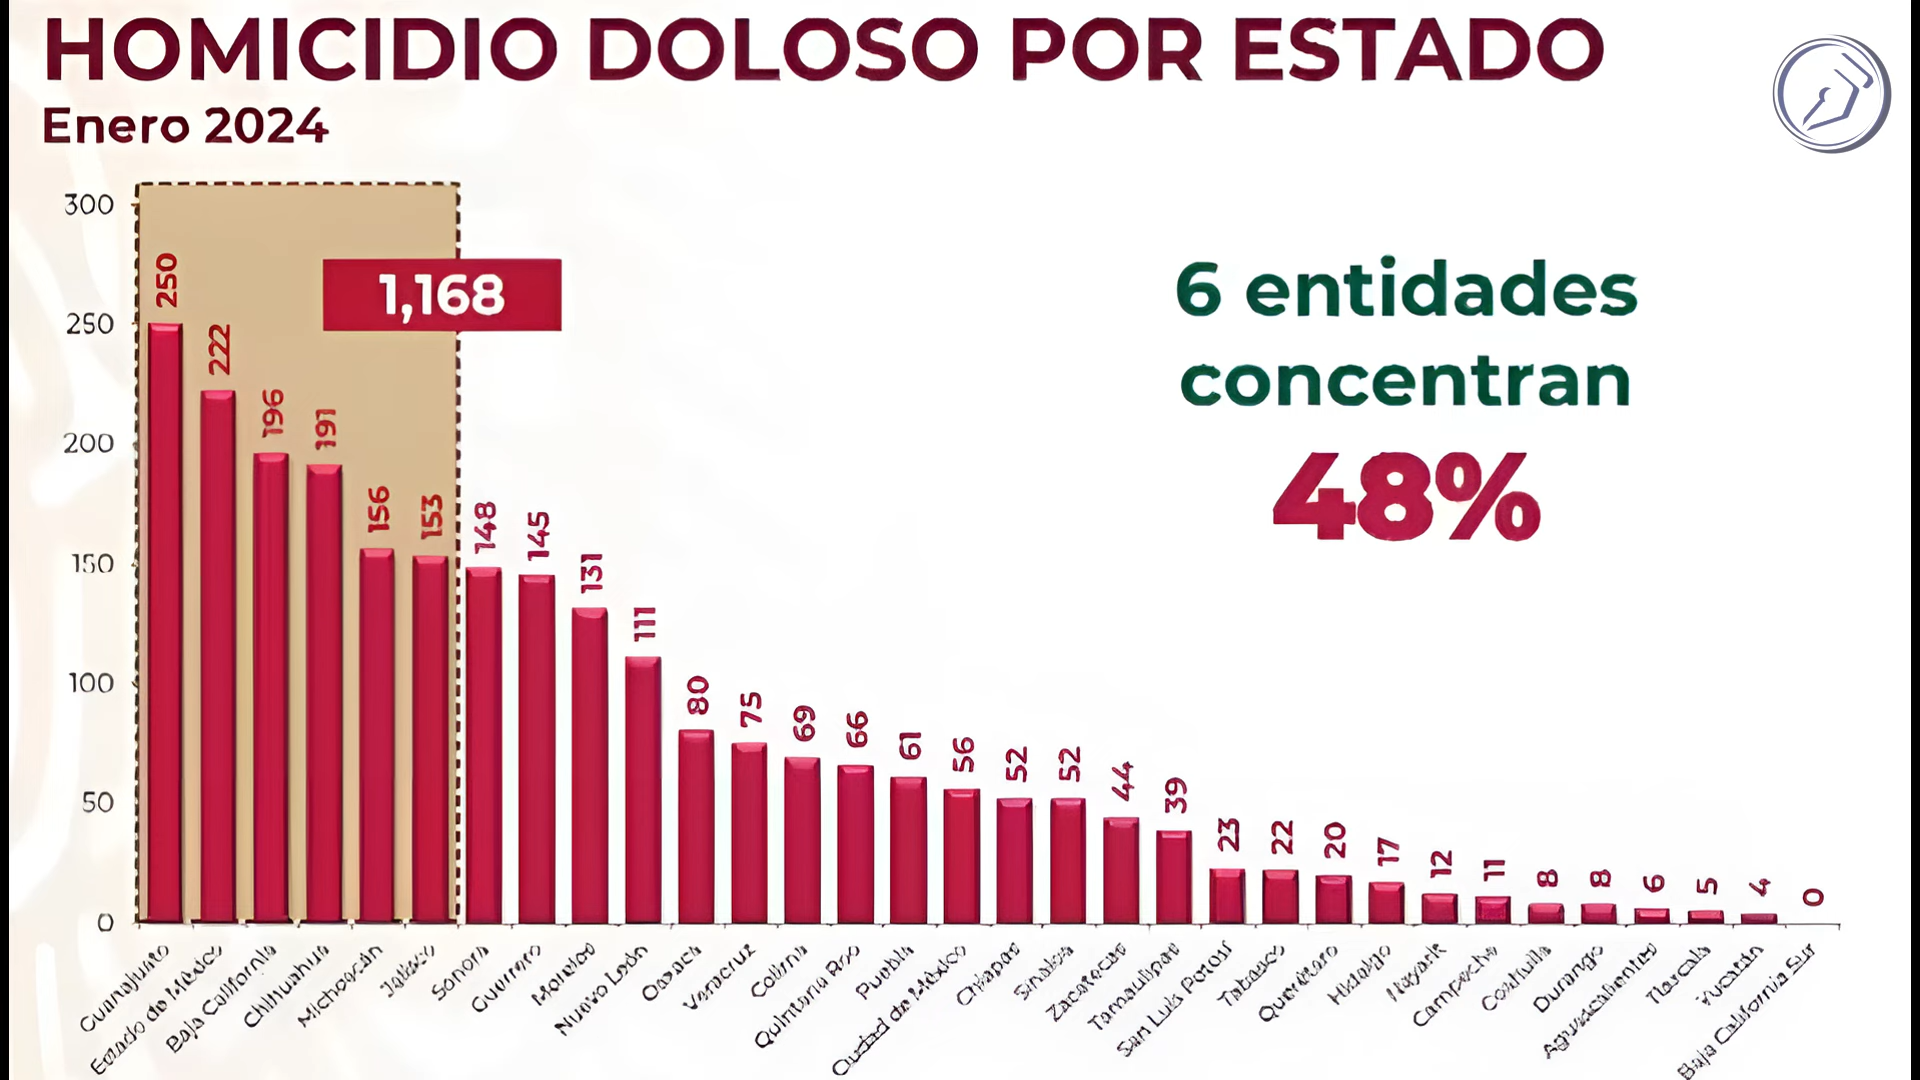 HOMICIDIO DOLOSO POR ESTADO
Enero 2024
300
250
200
150
100
50
0
250
222
196
191
156
153
148
145
131
111
80
75
69
66
61
56
52
52
44
39
23
22
20
17
12
11
8
8
6
5
4
0
1,168
6 entidades
concentran
48%
Guanajuato
Estado de México
Baja California
Chihuahua
Michoacán
Jalisco
Sonora
Guerrero
Morelos
Nuevo León
Oaxaca
Veracruz
Colima
Quintana Roo
Puebla
Ciudad de México
Chiapas
Sinaloa
Zacatecas
Tamaulipas
San Luis Potosí
Tabasco
Querétaro
Hidalgo
Nayarit
Campeche
Coahuila
Durango
Aguascalientes
Tlaxcala
Yucatán
Baja California Sur